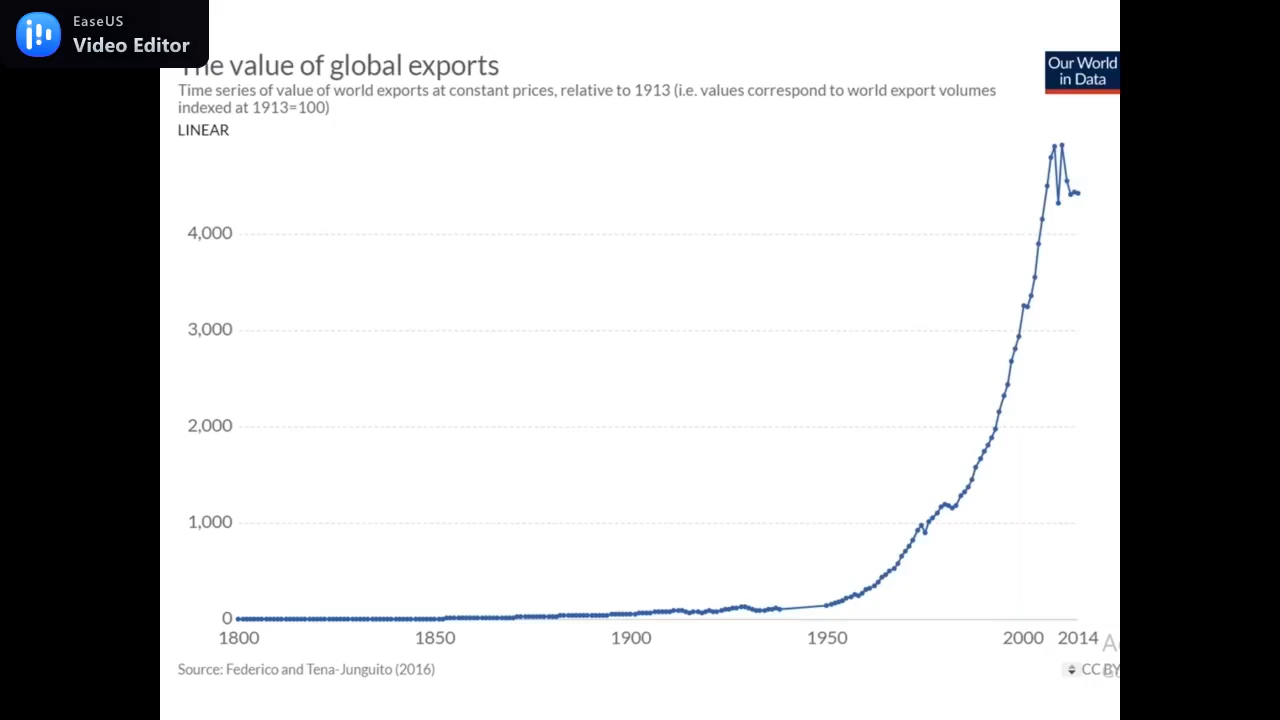 EaseUS
Video Editor
The value of global exports
Our World
in Data
Time series of value of world exports at constant prices, relative to 1913 (i.e. values correspond to world export volumes
indexed at 1913=100)
LINEAR
4,000
3,000
2,000
1,000
0
1800 1850 1900 1950 2000 2014
Source: Federico and Tena-Junguito (2016)
CC BY